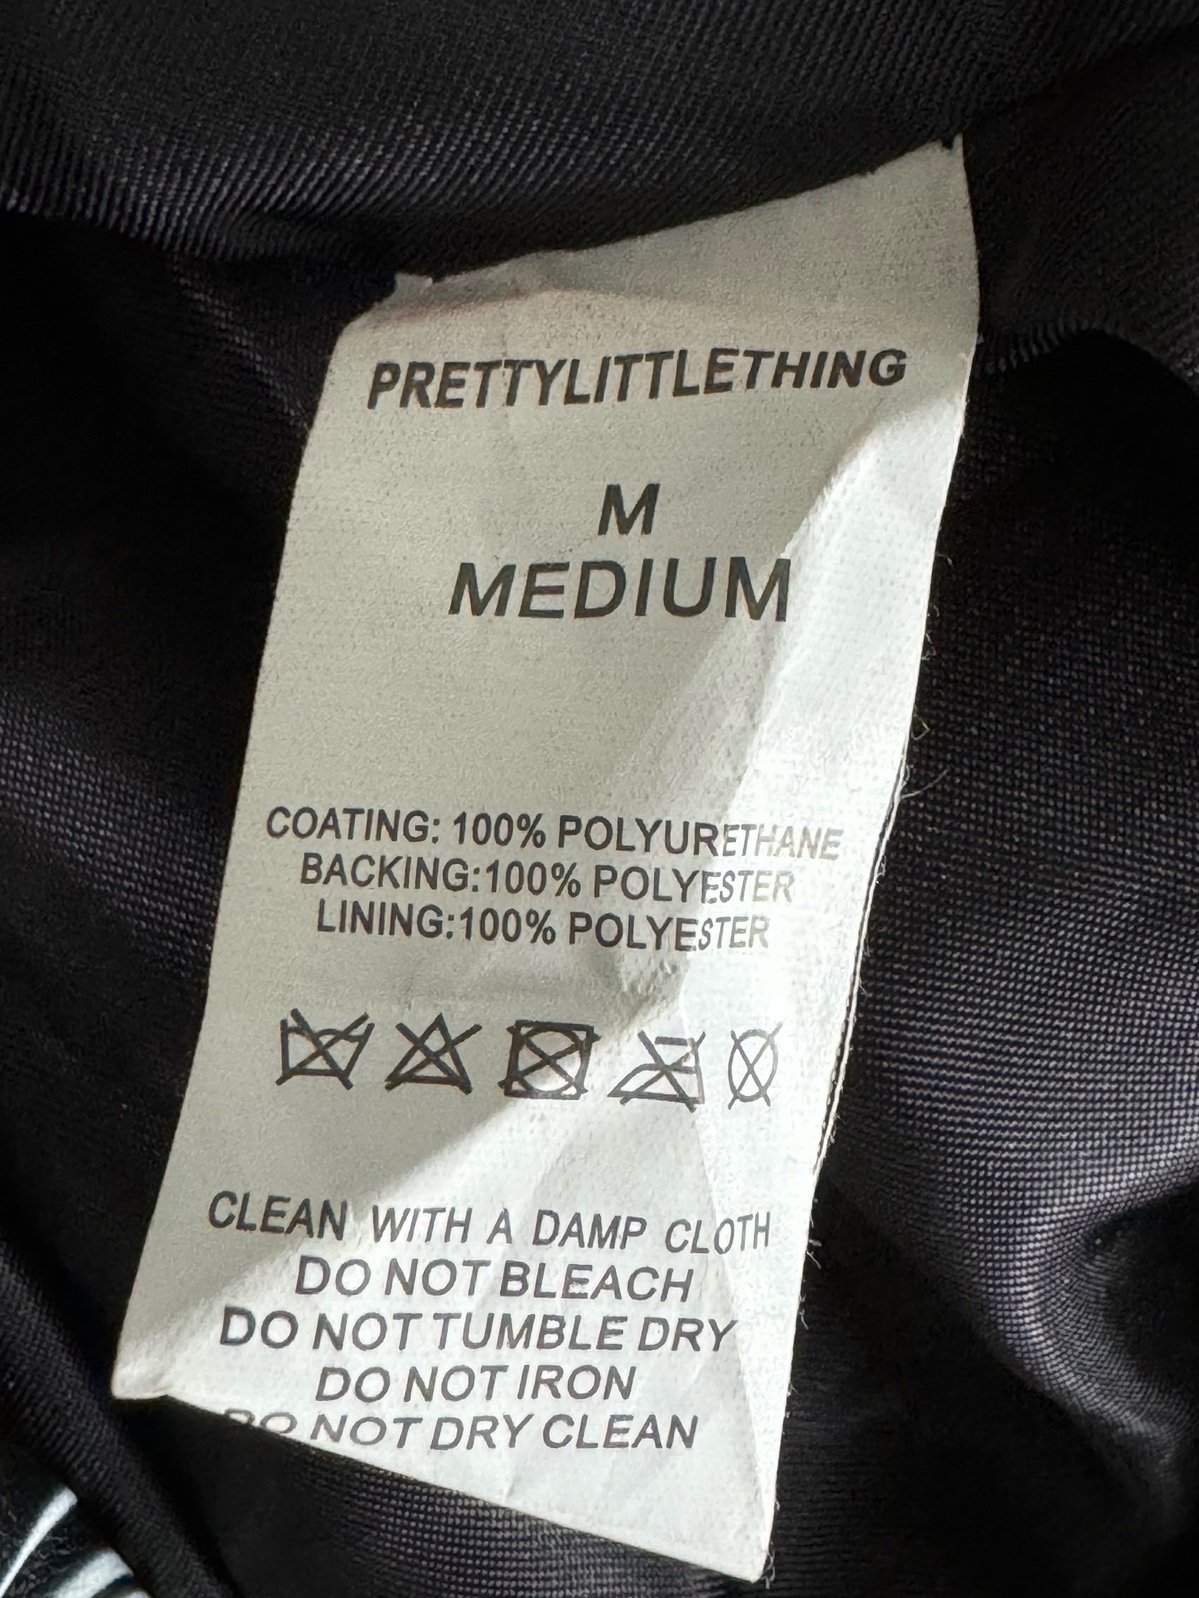 PRETTYLITTLETHING
M
MEDIUM
COATING: 100% POLYURETHANE
BACKING:100% POLYESTER
LINING:100% POLYESTER
CLEAN WITH A DAMP CLOTH
DO NOT BLEACH
DO NOT TUMBLE DRY
DO NOT IRON
DO NOT DRY CLEAN